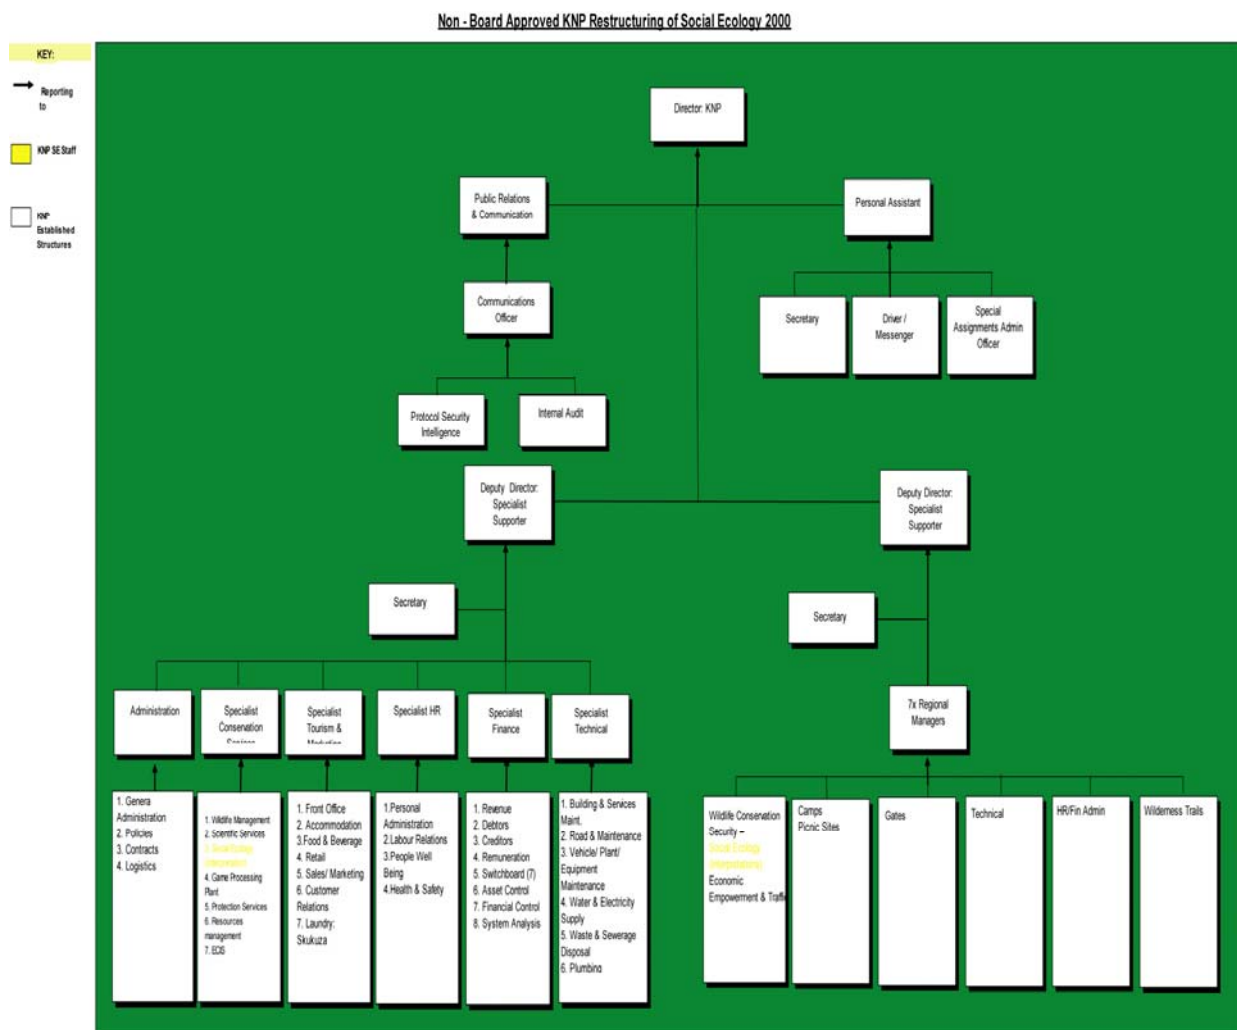 Non - Board Approved KNP Restructuring of Social Ecology 2000
KEY:
Reporting
to
KNP SE Staff
KNP
Established
Structures
Director: KNP
Public Relations
& Communication
Personal Assistant
Communications
Officer
Secretary
Driver /
Messenger
Special
Assignments Admin
Officer
Protocol Security
Intelligence
Internal Audit
Deputy Director:
Specialist
Supporter
Deputy Director:
Specialist
Supporter
Secretary
Secretary
7x Regional
Managers
Administration
Specialist
Conservation
Services
Specialist
Tourism &
Marketing
Specialist HR
Specialist
Finance
Specialist
Technical
1. Genera
Administration
2. Policies
3. Contracts
4. Logistics
1. Wildlife Management
2. Scientific Services
3. Social Ecology
(Interpretation)
4. Game Processing
Plant
5. Protection Services
6. Resources
management
7. ECIS
1. Front Office
2. Accommodation
3.Food & Beverage
4. Retail
5. Sales/ Marketing
6. Customer
Relations
7. Laundry:
Skukuza
1.Personal
Administration
2.Labour Relations
3.People Well
Being
4.Health & Safety
1. Revenue
2. Debtors
3. Creditors
4. Remuneration
5. Switchboard (7)
6. Asset Control
7. Financial Control
8. System Analysis
1. Building & Services
Maint.
2. Road & Maintenance
3. Vehicle/ Plant/
Equipment
Maintenance
4. Water & Electricity
Supply
5. Waste & Sewerage
Disposal
6. Plumbing
Wildlife Conservation
Security –
Social Ecology
(Interpretations)
Economic
Empowerment & Traffi
Camps
Picnic Sites
Gates
Technical
HR/Fin Admin
Wilderness Trails